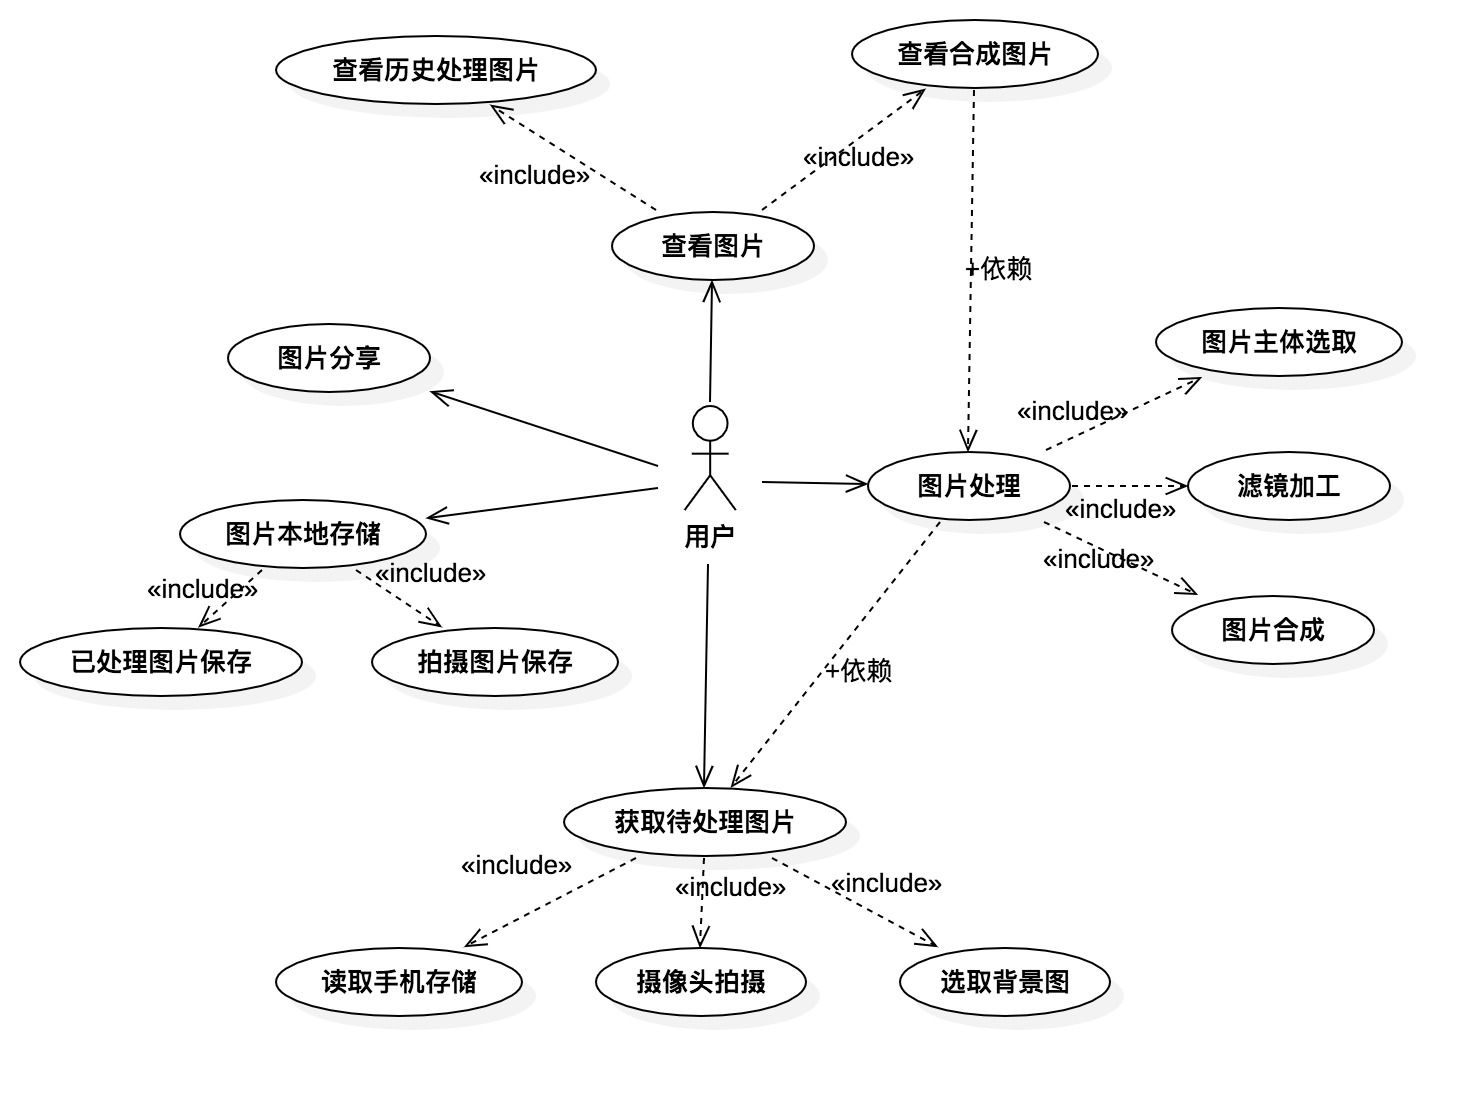 查看历史处理图片
查看合成图片
«include»
«include»
查看图片
+依赖
图片分享
图片主体选取
«include»
图片处理
滤镜加工
«include»
图片本地存储
用户
«include»
«include»
«include»
图片合成
已处理图片保存
拍摄图片保存
+依赖
获取待处理图片
«include»
«include»
«include»
读取手机存储
摄像头拍摄
选取背景图